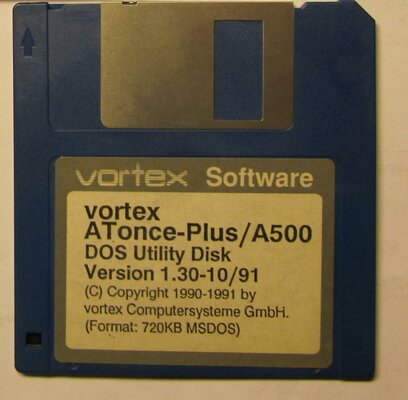 vortex Software
vortex
ATonce-Plus/A500
DOS Utility Disk
Version 1.30-10/91
(C) Copyright 1990-1991 by
vortex Computersysteme GmbH.
(Format: 720KB MSDOS)